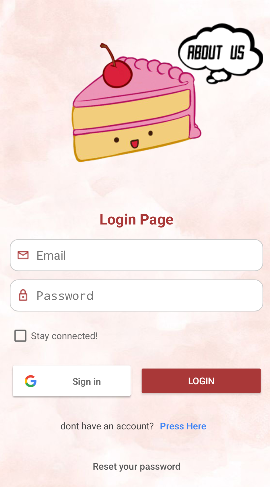 ABOUT US
Login Page
Email
Password
Stay connected!
Sign in
LOGIN
dont have an account? Press Here
Reset your password